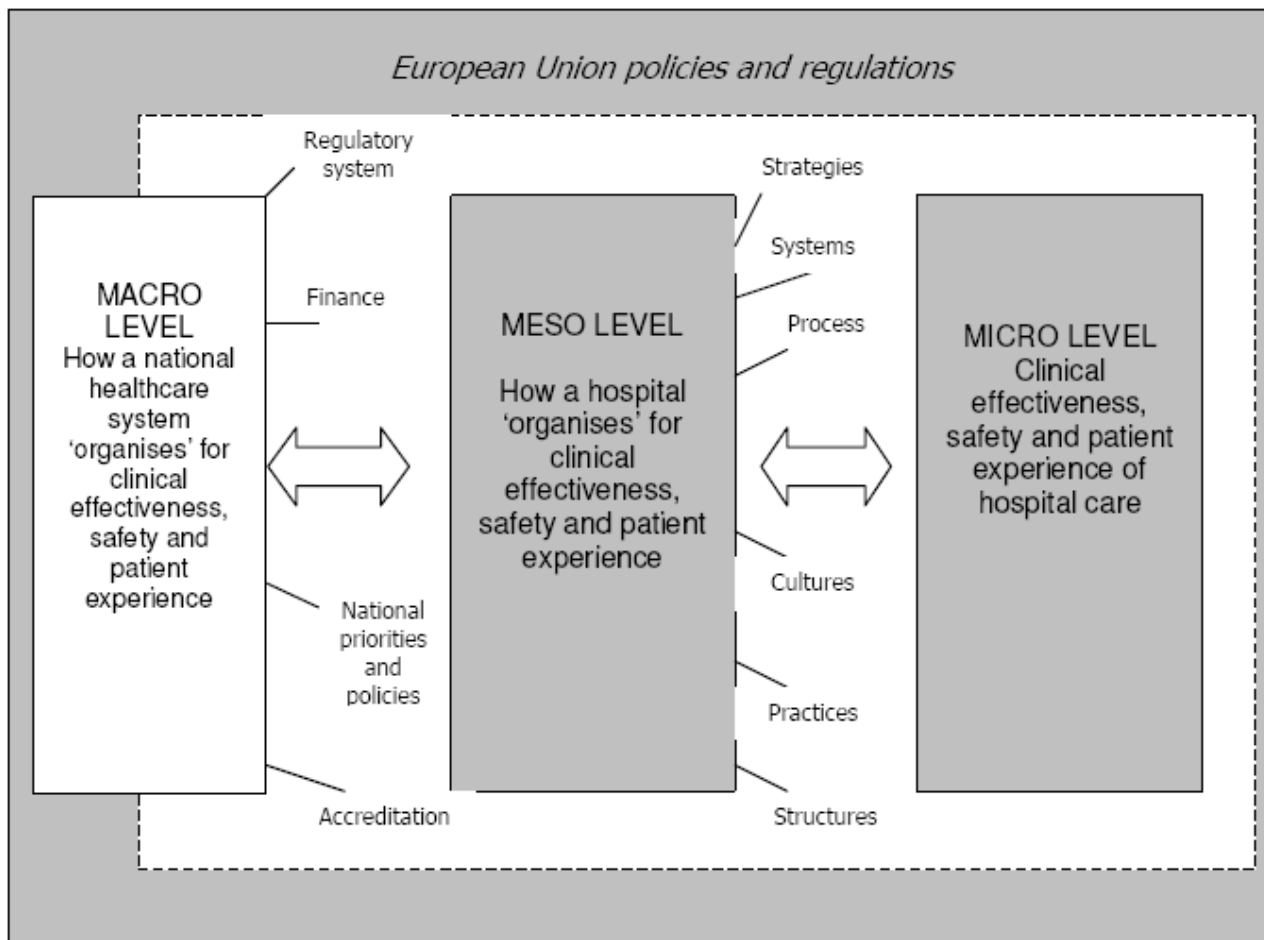 European Union policies and regulations
Regulatory
system
Finance
National
priorities
and
policies
Accreditation
MACRO
LEVEL
How a national
healthcare
system
‘organises’ for
clinical
effectiveness,
safety and
patient
experience
MESO LEVEL
How a hospital
‘organises’ for
clinical
effectiveness,
safety and patient
experience
Strategies
Systems
Process
Cultures
Practices
Structures
MICRO LEVEL
Clinical
effectiveness,
safety and patient
experience of
hospital care